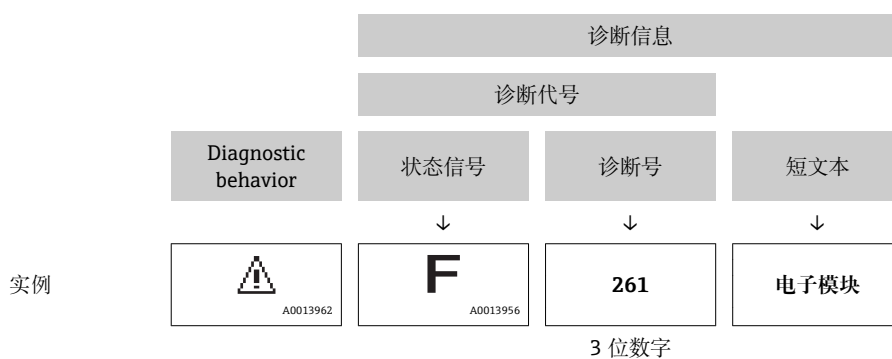 诊断信息
诊断代号
Diagnostic
behavior
状态信号
诊断号
短文本
实例
A0013962
F
A0013956
261
电子模块
3 位数字